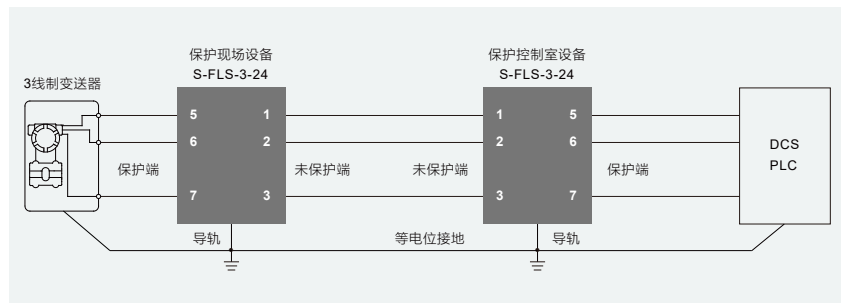 保护现场设备
S-FLS-3-24
保护控制室设备
S-FLS-3-24
3线制变送器
5 1 1 5
6 2 2 6
DCS
PLC
保护端 未保护端 未保护端 保护端
7 3 3 7
导轨 等电位接地 导轨